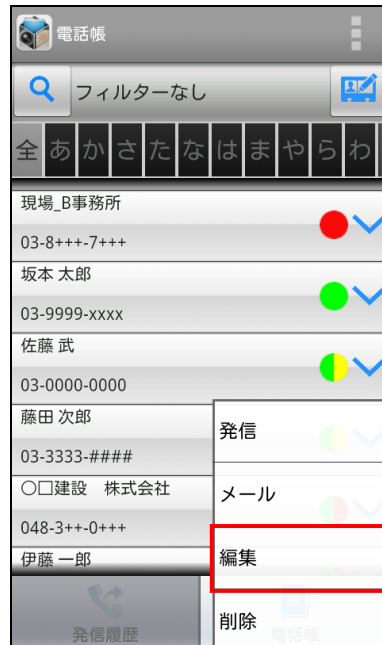 電話帳
フィルターなし
全 あ か さ た な は ま や ら わ
現場_B事務所
03-8+++-7+++
坂本 太郎
03-9999-xxxx
佐藤 武
03-0000-0000
藤田 次郎
03-3333-####
〇□建設　株式会社
048-3++-0+++
伊藤 一郎
発信
メール
編集
削除
発信履歴
電話帳